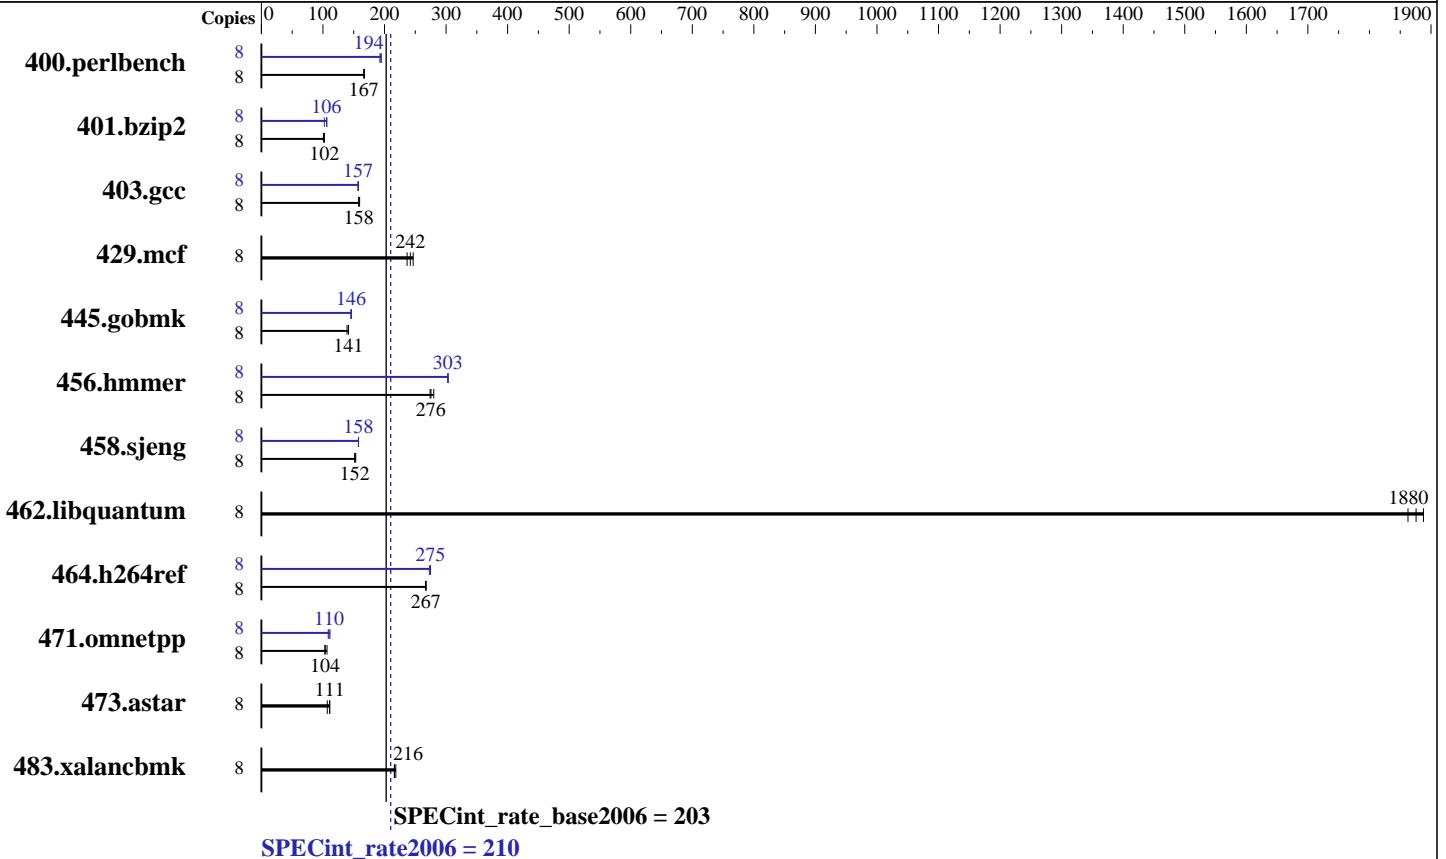 Copies 0 100 200 300 400 500 600 700 800 900 1000 1100 1200 1300 1400 1500 1600 1700 1900
400.perlbench 8 194
8 167
401.bzip2 8 106
8 102
403.gcc 8 157
8 158
429.mcf 8 242
445.gobmk 8 146
8 141
456.hmmer 8 303
8 276
458.sjeng 8 158
8 152
462.libquantum 8 1880
464.h264ref 8 275
8 267
471.omnetpp 8 110
8 104
473.astar 8 111
483.xalancbmk 8 216
SPECint_rate_base2006 = 203
SPECint_rate2006 = 210